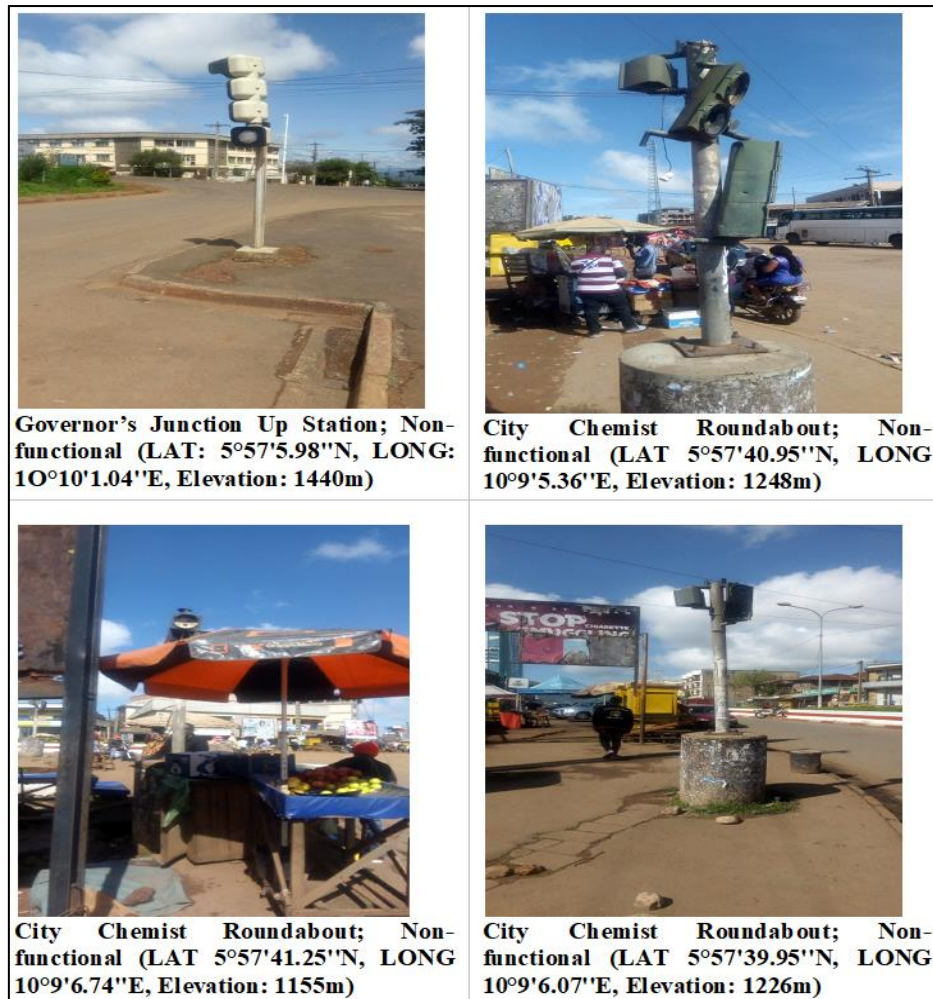 Governor's Junction Up Station; Non-
functional (LAT: 5°57'5.98''N, LONG:
1O°10'1.04''E, Elevation: 1440m)
City Chemist Roundabout; Non-
functional (LAT 5°57'40.95''N, LONG
10°9'5.36''E, Elevation: 1248m)
STOP
CIGARETTE
SMUGGLING
City Chemist Roundabout; Non-
functional (LAT 5°57'41.25''N, LONG
10°9'6.74''E, Elevation: 1155m)
City Chemist Roundabout; Non-
functional (LAT 5°57'39.95''N, LONG
10°9'6.07''E, Elevation: 1226m)